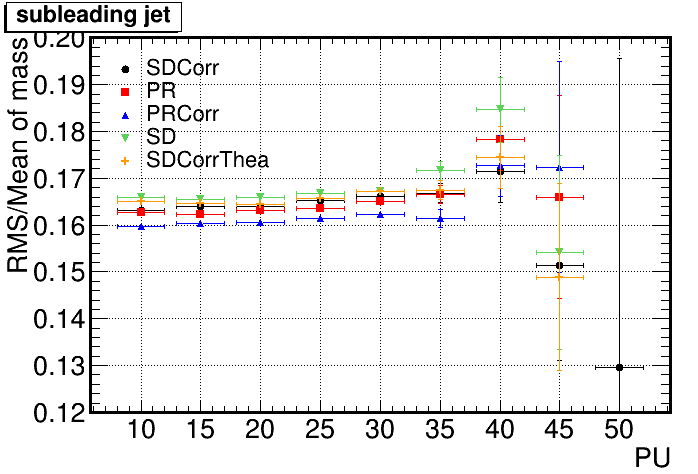 subleading jet
RMS/Mean of mass
0.20
0.19
0.18
0.17
0.16
0.15
0.14
0.13
0.12
SDCorr
PR
PRCorr
SD
SDCorrThea
10 15 20 25 30 35 40 45 50
PU